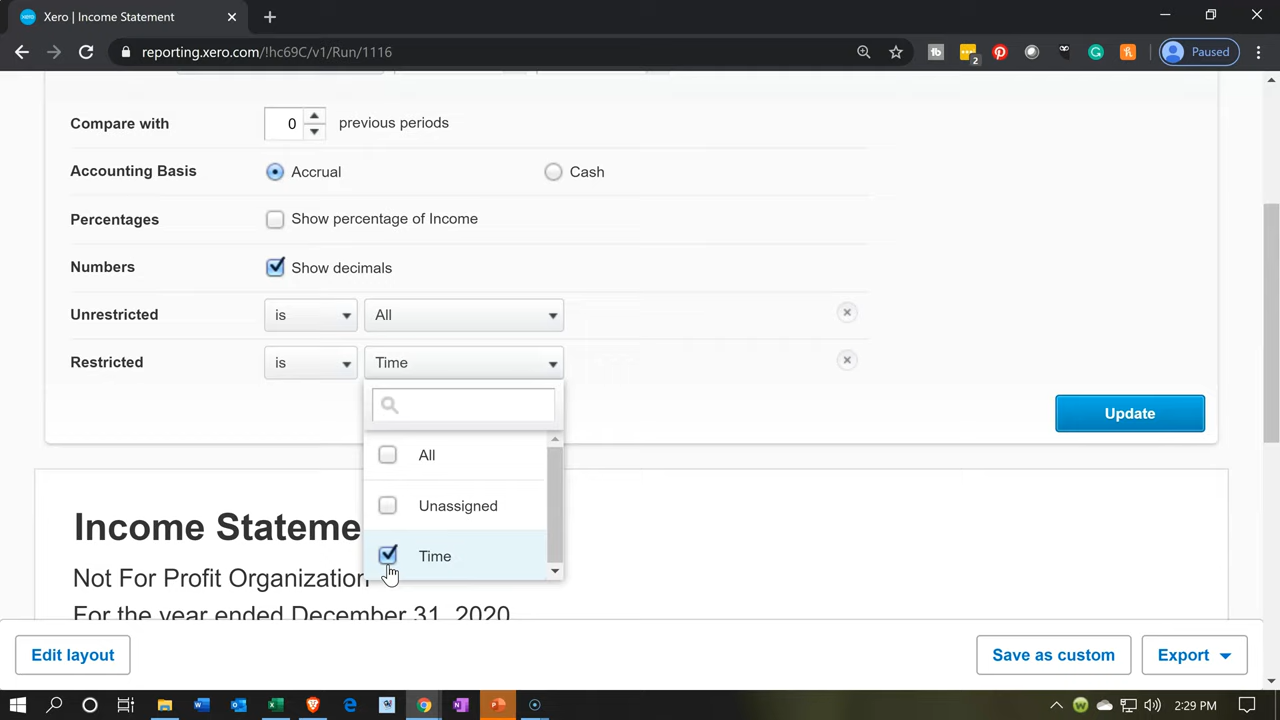 Xero | Income Statement
reporting.xero.com/!hc69C/v1/Run/1116
2
Paused
Compare with
0
previous periods
Accounting Basis
Accrual
Cash
Percentages
Show percentage of Income
Numbers
Show decimals
Unrestricted
is
All
Restricted
is
Time
All
Unassigned
Time
Update
Income Stateme
Not For Profit Organization
For the year ended December 31, 2020
Edit layout
Save as custom
Export
2:29 PM